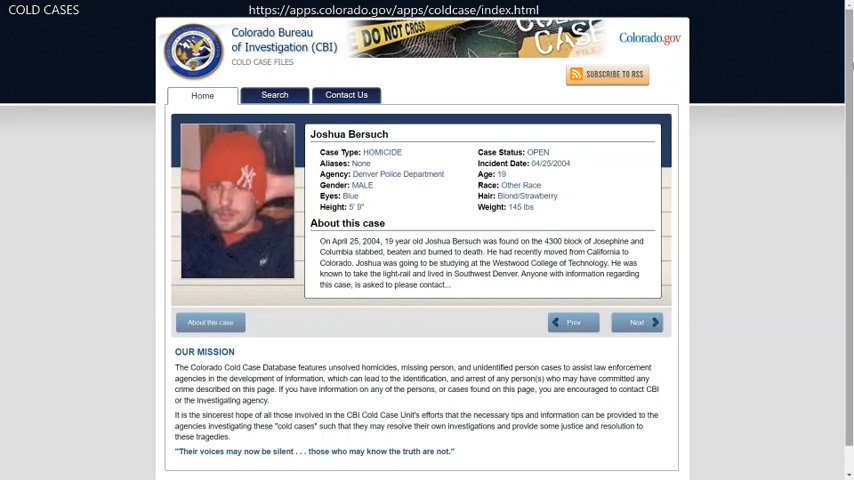 COLD CASES
https://apps.colorado.gov/apps/coldcase/index.html
Colorado Bureau
of Investigation (CBI)
COLD CASE FILES
DO NOT CROSS
CASE
Colorado.gov
SUBSCRIBE TO RSS
Home
Search
Contact Us
Joshua Bersuch
Case Type: HOMICIDE
Aliases: None
Agency: Denver Police Department
Gender: MALE
Eyes: Blue
Height: 5' 9"
Case Status: OPEN
Incident Date: 04/25/2004
Age: 19
Race: Other Race
Hair: Blond/Strawberry
Weight: 145 lbs
About this case
On April 25, 2004, 19 year old Joshua Bersuch was found on the 4300 block of Josephine and
Columbia stabbed, beaten and burned to death. He had recently moved from California to
Colorado. Joshua was going to be studying at the Westwood College of Technology. He was
known to take the light-rail and lived in Southwest Denver. Anyone with information regarding
this case, is asked to please contact...
About this case
Prev
Next
OUR MISSION
The Colorado Cold Case Database features unsolved homicides, missing person, and unidentified person cases to assist law enforcement
agencies in the development of information, which can lead to the identification, and arrest of any person(s) who may have committed any
crime described on this page. If you have information on any of the persons, or cases found on this page, you are encouraged to contact CBI
or the investigating agency.
It is the sincerest hope of all those involved in the CBI Cold Case Unit's efforts that the necessary tips and information can be provided to the
agencies investigating these "cold cases" such that they may resolve their own investigations and provide some justice and resolution to
these tragedies.
"Their voices may now be silent . . . those who may know the truth are not."